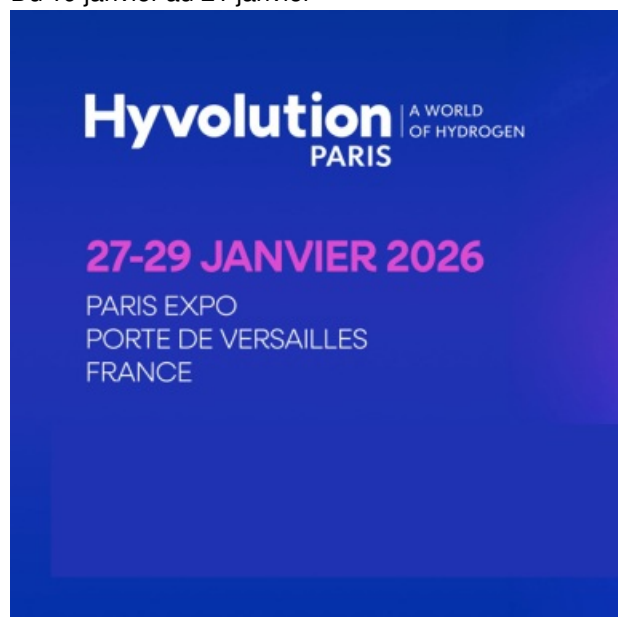 Hyvolution
PARIS
A WORLD
OF HYDROGEN
27-29 JANVIER 2026
PARIS EXPO
PORTE DE VERSAILLES
FRANCE